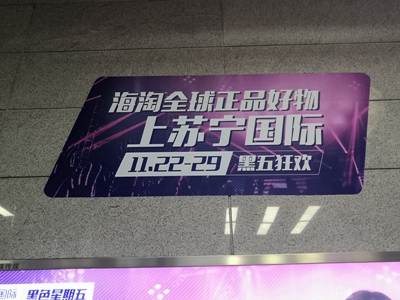 海淘全球正品好物
上苏宁国际
11.22-29 黑五狂欢
国际 黑色星期五